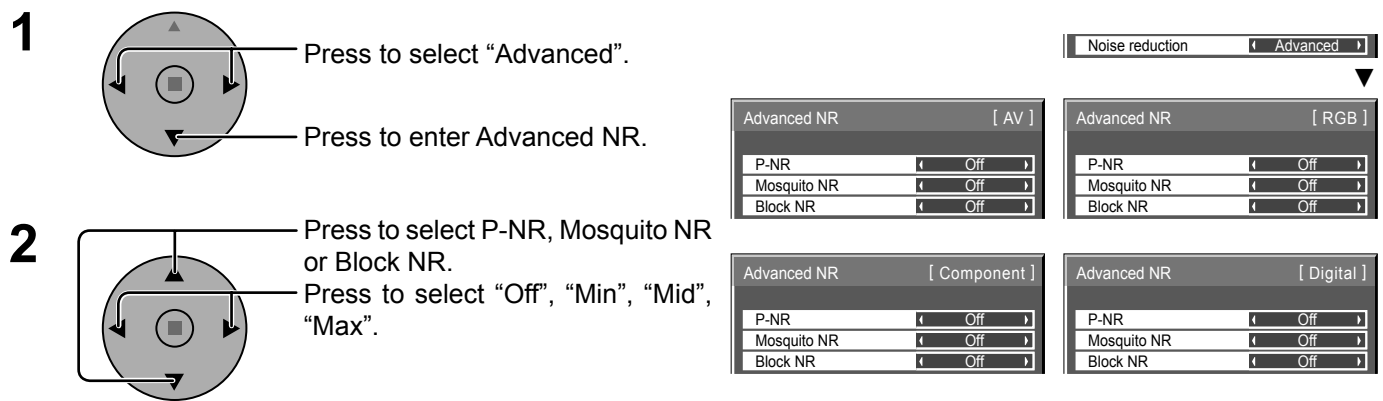 1
Press to select “Advanced”.
Press to enter Advanced NR.
Noise reduction Advanced
Advanced NR [ AV ]
P-NR Off
Mosquito NR Off
Block NR Off
Advanced NR [ RGB ]
P-NR Off
Mosquito NR Off
Block NR Off
2
Press to select P-NR, Mosquito NR
or Block NR.
Press to select “Off”, “Min”, “Mid”,
“Max”.
Advanced NR [ Component ]
P-NR Off
Mosquito NR Off
Block NR Off
Advanced NR [ Digital ]
P-NR Off
Mosquito NR Off
Block NR Off